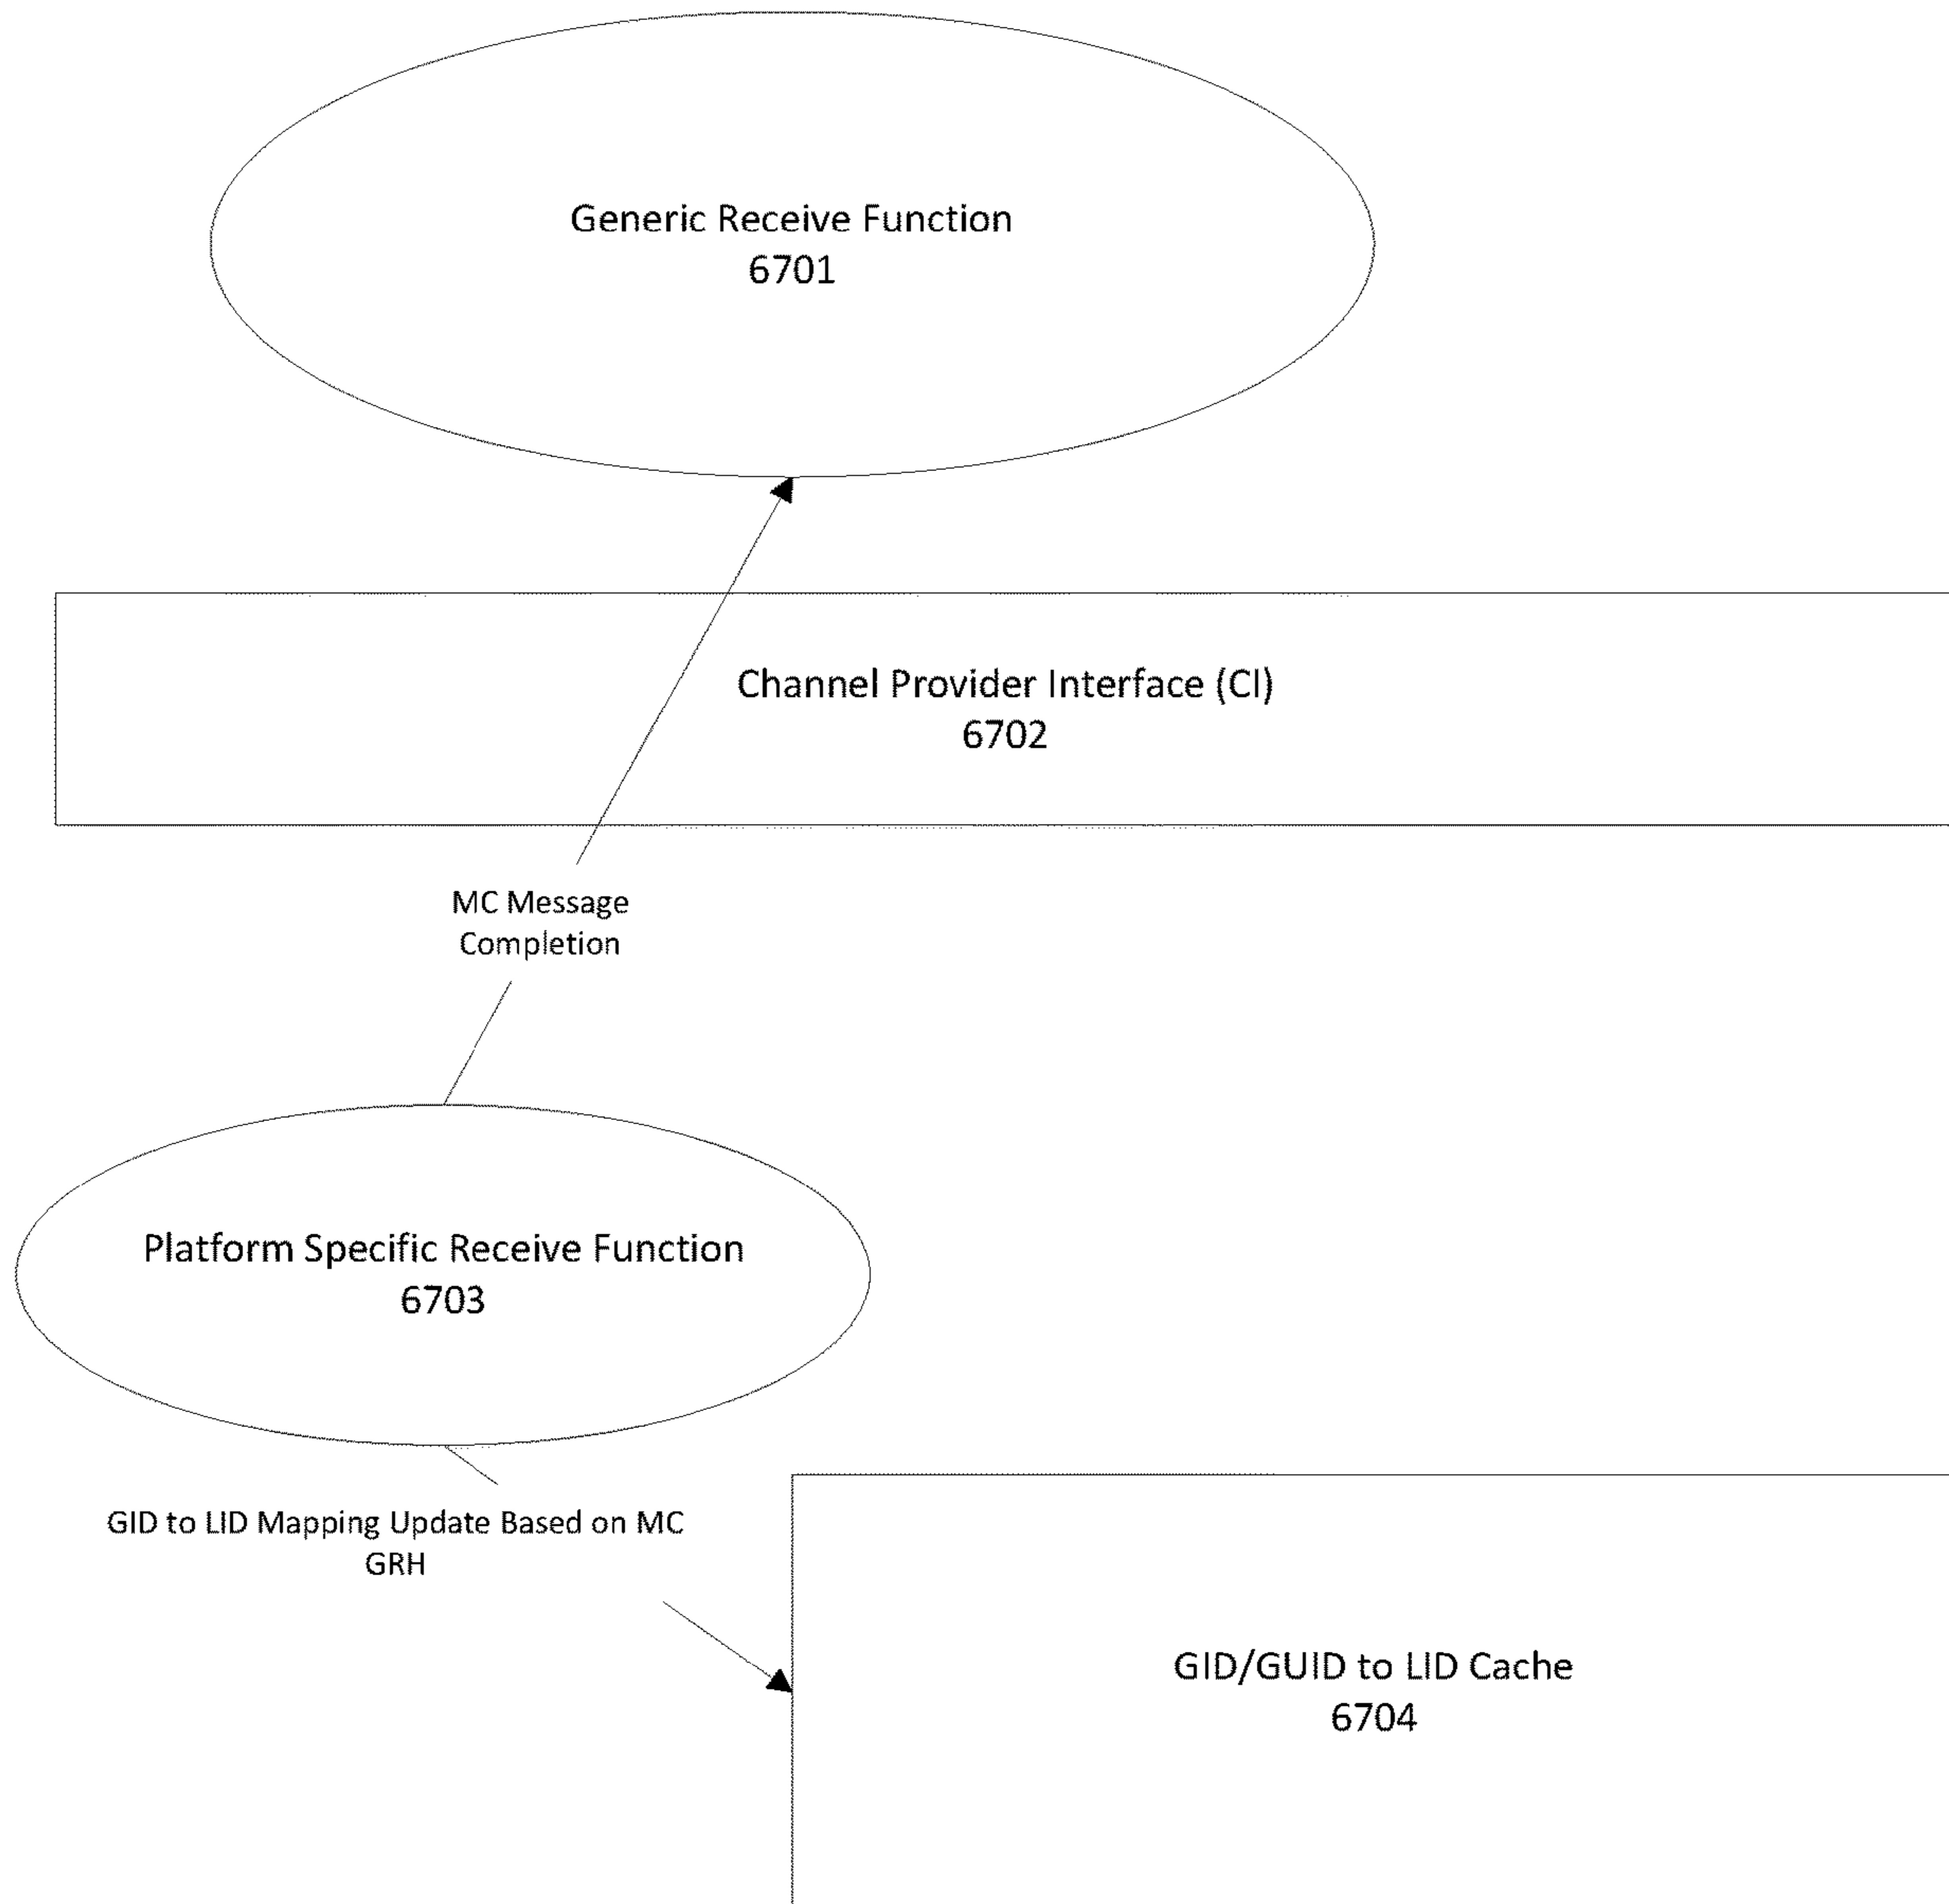 Generic Receive Function
6701
Channel Provider Interface (CI)
6702
MC Message
Completion
Platform Specific Receive Function
6703
GID to LID Mapping Update Based on MC
GRH
GID/GUID to LID Cache
6704